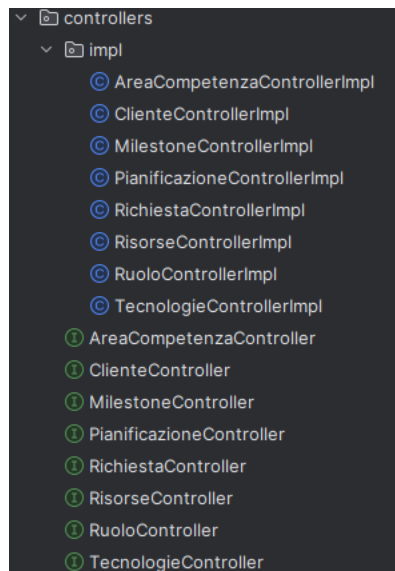 controllers
impl
AreaCompetenzaControllerImpl
ClienteControllerImpl
MilestoneControllerImpl
PianificazioneControllerImpl
RichiestaControllerImpl
RisorseControllerImpl
RuoloControllerImpl
TecnologieControllerImpl
AreaCompetenzaController
ClienteController
MilestoneController
PianificazioneController
RichiestaController
RisorseController
RuoloController
TecnologieController